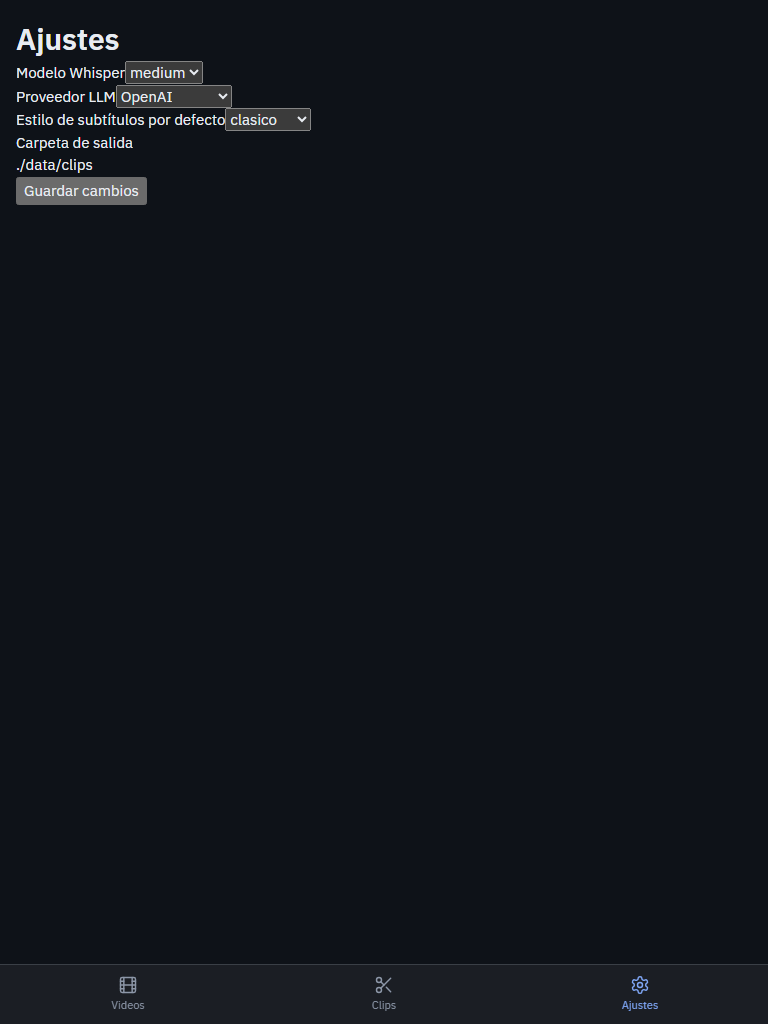 Ajustes
Modelo Whisper medium
Proveedor LLM OpenAI
Estilo de subtítulos por defecto clasico
Carpeta de salida
./data/clips
Guardar cambios
Videos Clips Ajustes